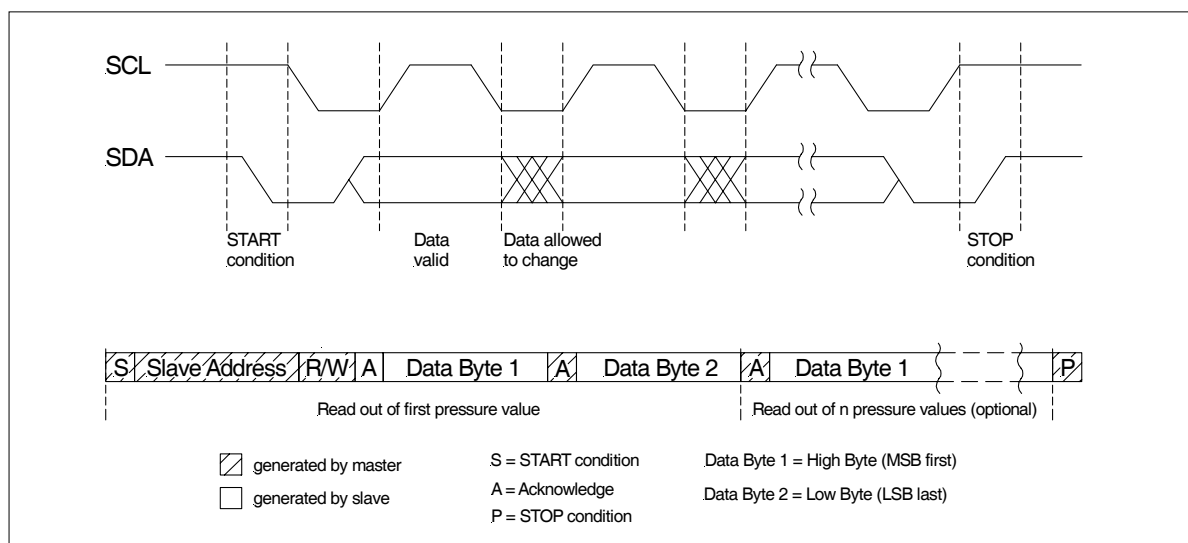 SCL
SDA
START condition
Data valid
Data allowed to change
STOP condition
S Slave Address R/W A Data Byte 1 A Data Byte 2 A Data Byte 1 P
Read out of first pressure value
Read out of n pressure values (optional)
generated by master
generated by slave
S = START condition
A = Acknowledge
P = STOP condition
Data Byte 1 = High Byte (MSB first)
Data Byte 2 = Low Byte (LSB last)